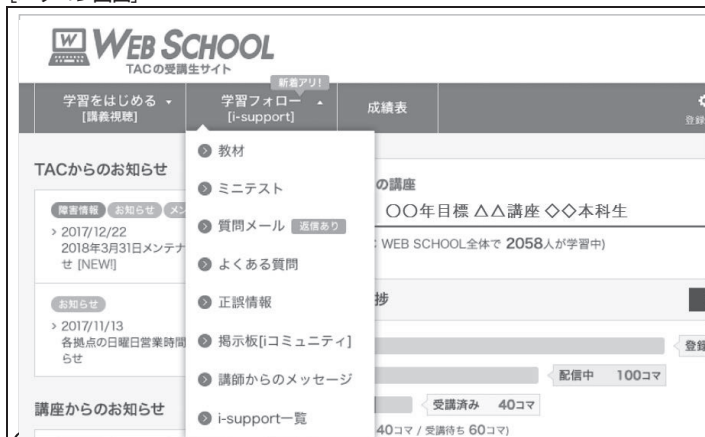 WEB SCHOOL
TACの受講生サイト
新着アリ!
学習をはじめる
[講義視聴]
学習フォロー
[i-support]
成績表
教材
ミニテスト
質問メール 返信あり
よくある質問
正誤情報
掲示板[iコミュニティ]
講師からのメッセージ
i-support一覧
TACからのお知らせ
障害情報 お知らせ
2017/12/22
2018年3月31日メンテナ
せ [NEW!]
お知らせ
2017/11/13
各拠点の日曜日営業時間
らせ
講座からのお知らせ
の講座
〇〇年目標 △△講座 ◇◇本科生
WEB SCHOOL全体で 2058人が学習中)
捗
登録
配信中 100コマ
受講済み 40コマ
40コマ / 受講待ち 60コマ)